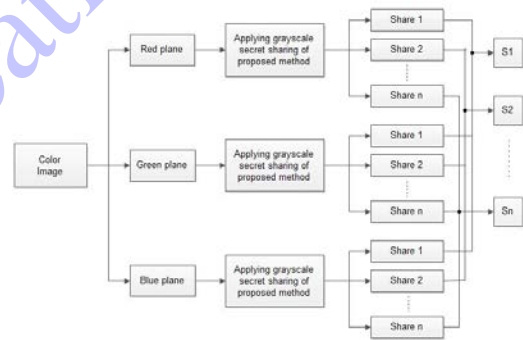 Color
Image
Red plane
Applying grayscale
secret sharing of
proposed method
Share 1
Share 2
Share n
Green plane
Applying grayscale
secret sharing of
proposed method
Share 1
Share 2
Share n
Blue plane
Applying grayscale
secret sharing of
proposed method
Share 1
Share 2
Share n
S1
S2
Sn